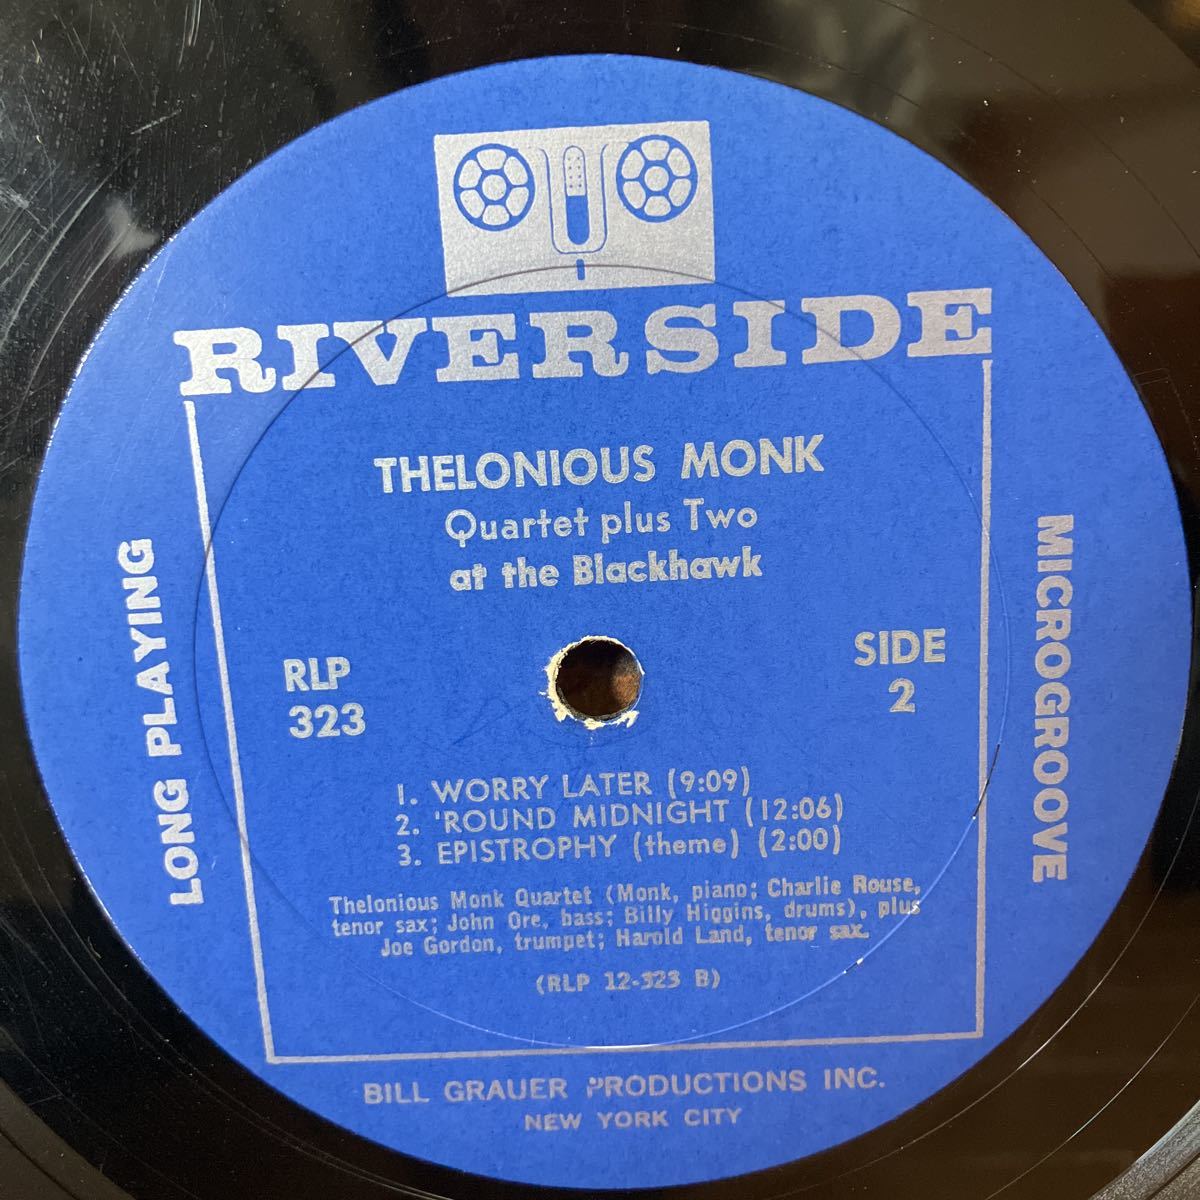 RIVERSIDE
THELONIOUS MONK
Quartet plus Two
at the Blackhawk
RLP
323
SIDE
2
LONG PLAYING
MICROGROOVE
1. WORRY LATER (9:09)
2. 'ROUND MIDNIGHT (12:06)
3. EPISTROPHY (theme) (2:00)
Thelonious Monk Quartet (Monk, piano; Charlie Rouse,
tenor sax; John Ore, bass; Billy Higgins, drums), plus
Joe Gordon, trumpet; Harold Land, tenor sax.
(RLP 12-323 B)
BILL GRAUER PRODUCTIONS INC.
NEW YORK CITY